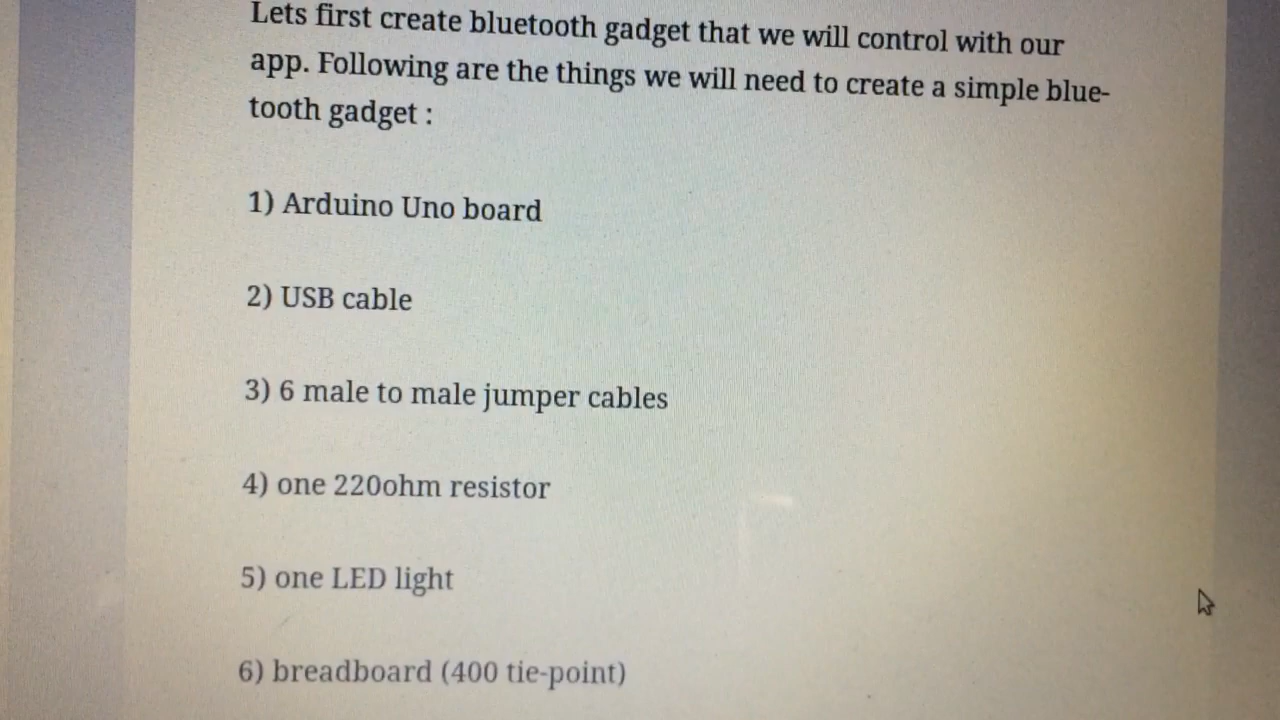 Lets first create bluetooth gadget that we will control with our
app. Following are the things we will need to create a simple blue-
tooth gadget :
1) Arduino Uno board
2) USB cable
3) 6 male to male jumper cables
4) one 220ohm resistor
5) one LED light
6) breadboard (400 tie-point)